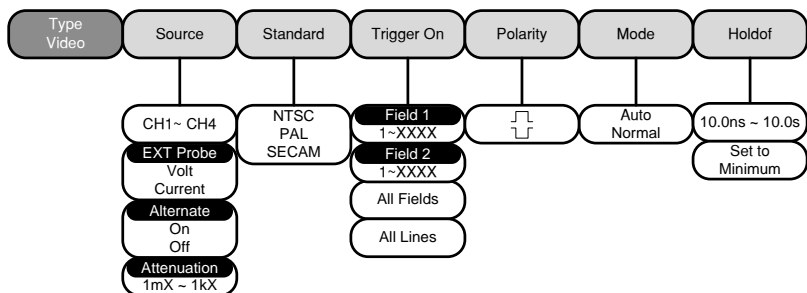 Type
Video
Source
Standard
Trigger On
Polarity
Mode
Holdof
CH1~ CH4
EXT Probe
Volt
Current
Alternate
On
Off
Attenuation
1mX ~ 1kX
NTSC
PAL
SECAM
Field 1
1~XXXX
Field 2
1~XXXX
All Fields
All Lines
Auto
Normal
10.0ns ~ 10.0s
Set to
Minimum